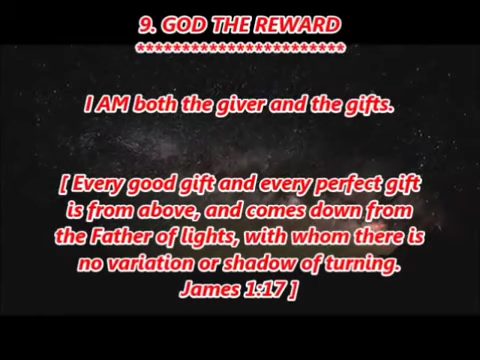 9. GOD THE REWARD
***********************
I AM both the giver and the gifts.
[ Every good gift and every perfect gift
is from above, and comes down from
the Father of lights, with whom there is
no variation or shadow of turning.
James 1:17 ]